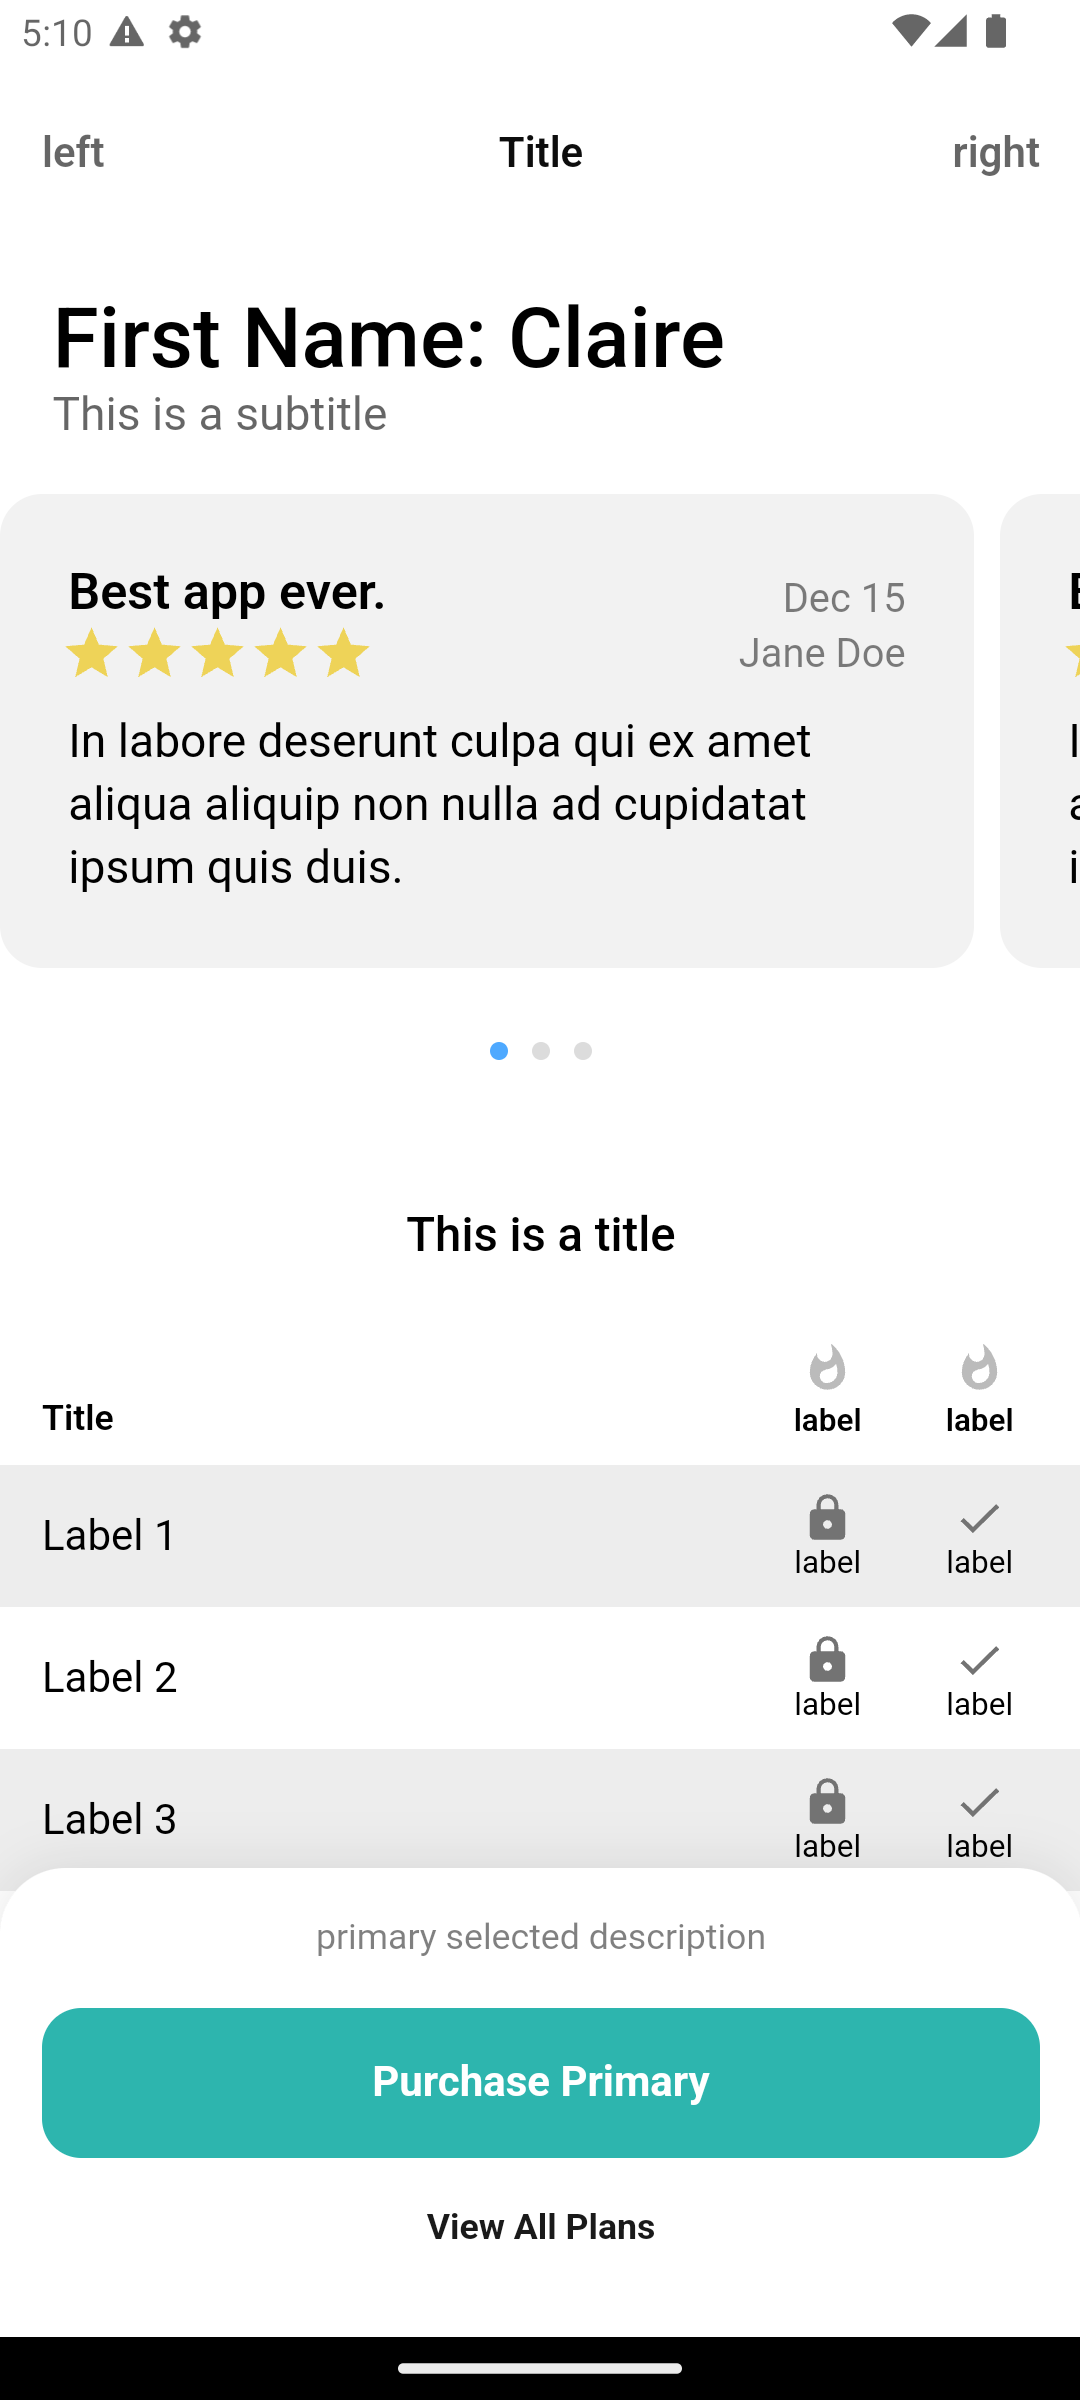 5:10
left Title right
First Name: Claire
This is a subtitle
Best app ever.
Dec 15
Jane Doe
In labore deserunt culpa qui ex amet
aliqua aliquip non nulla ad cupidatat
ipsum quis duis.
This is a title
Title label label
Label 1 label label
Label 2 label label
Label 3 label label
primary selected description
Purchase Primary
View All Plans